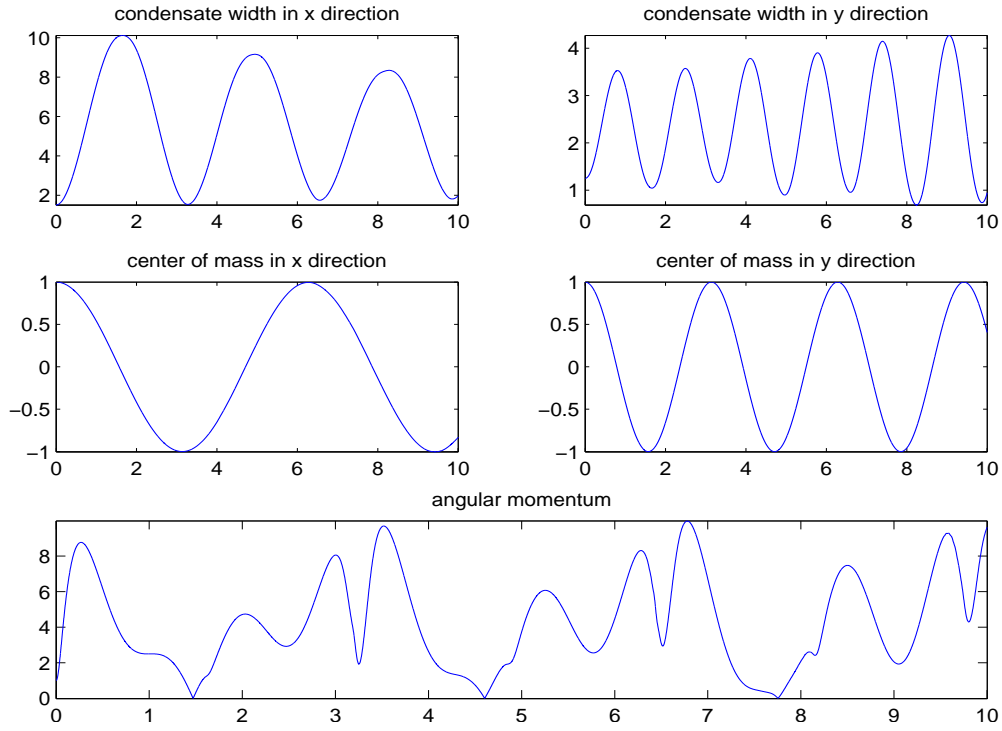 condensate width in x direction
condensate width in y direction
10
8
6
4
2
0 2 4 6 8 10
4
3
2
1
0 2 4 6 8 10
center of mass in x direction
center of mass in y direction
1
0.5
0
−0.5
−1
0 2 4 6 8 10
1
0.5
0
−0.5
−1
0 2 4 6 8 10
angular momentum
8
6
4
2
0
0 1 2 3 4 5 6 7 8 9 10